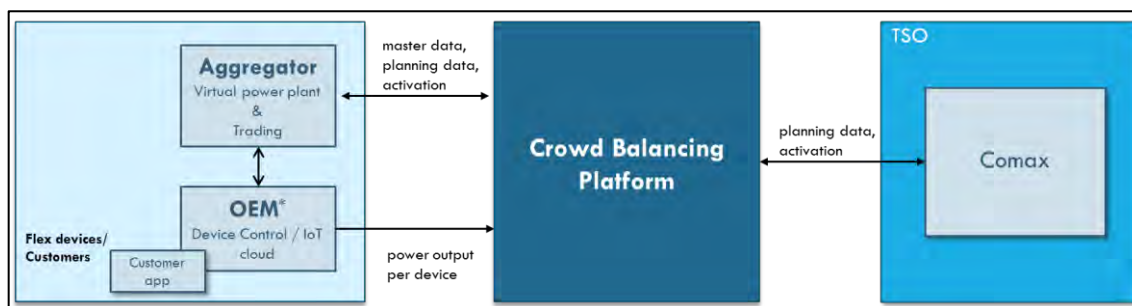 Aggregator
Virtual power plant
&
Trading
OEM*
Device Control / IoT
cloud
Flex devices/
Customers
Customer
app
master data,
planning data,
activation
power output
per device
Crowd Balancing
Platform
planning data,
activation
TSO
Comax